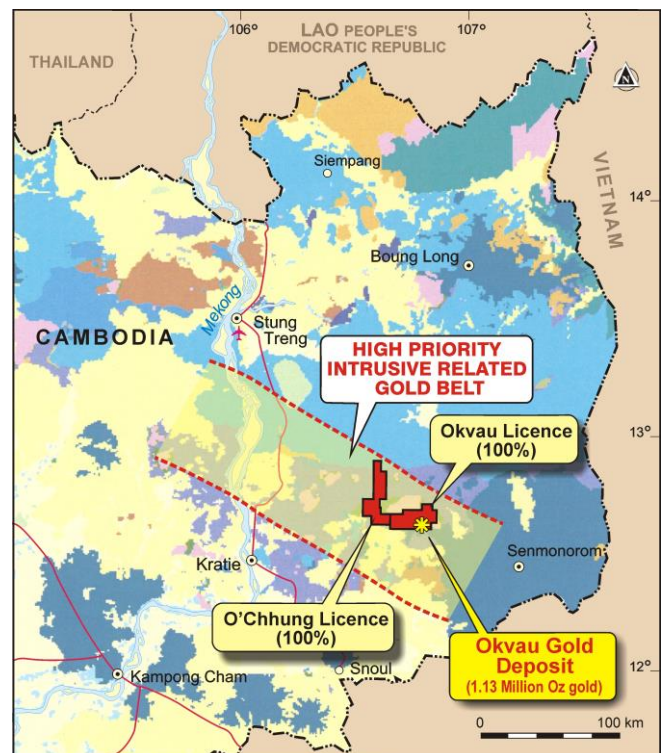 106°
107°
LAO PEOPLE'S
DEMOCRATIC REPUBLIC
THAILAND
N
Siempang
VIETNAM
14°
Boung Long
Mekong
Stung
Treng
CAMBODIA
HIGH PRIORITY
INTRUSIVE RELATED
GOLD BELT
13°
Okvau Licence
(100%)
Kratie
Senmonorom
O'Chhung Licence
(100%)
Okvau Gold
Deposit
(1.13 Million Oz gold)
Snoul
12°
Kampong Cham
0
100 km